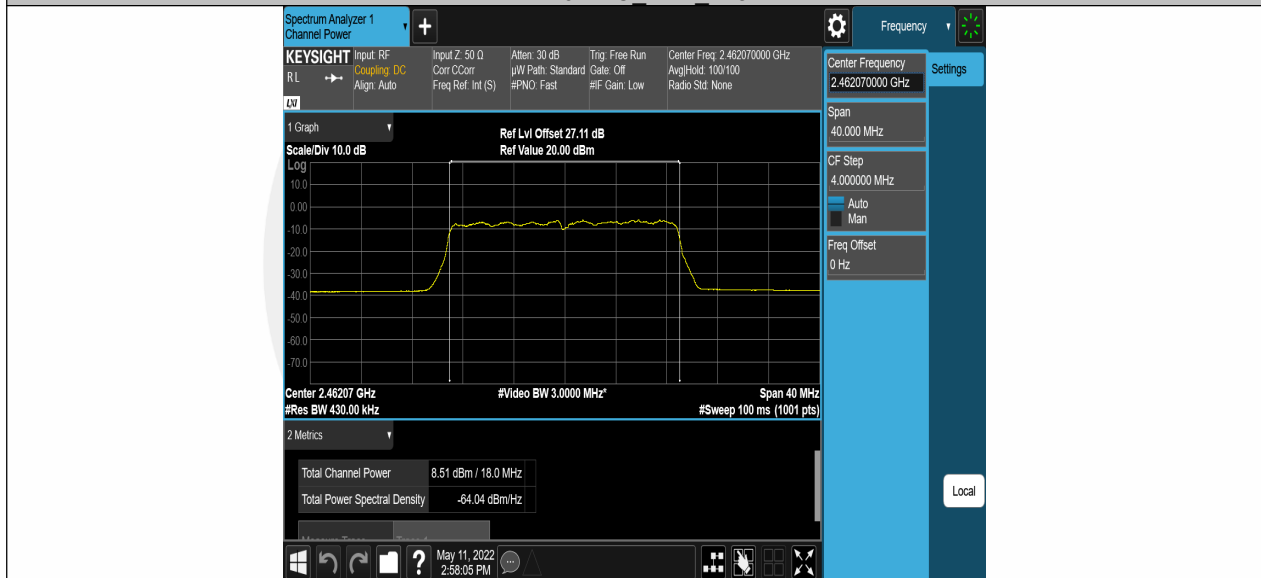 Spectrum Analyzer 1
Channel Power
+
Frequency
KEYSIGHT
R L
LXI
Input: RF
Coupling: DC
Align: Auto
Input Z: 50 Ω
Corr CCorr
Freq Ref: Int (S)
Atten: 30 dB
µW Path: Standard
#PNO: Fast
Trig: Free Run
Gate: Off
#IF Gain: Low
Center Freq: 2.462070000 GHz
Avg|Hold: 100/100
Radio Std: None
Center Frequency
2.462070000 GHz
Settings
Span
40.000 MHz
CF Step
4.000000 MHz
Auto
Man
Freq Offset
0 Hz
Local
1 Graph
Scale/Div 10.0 dB
Ref Lvl Offset 27.11 dB
Ref Value 20.00 dBm
Log
10.0
0.00
-10.0
-20.0
-30.0
-40.0
-50.0
-60.0
-70.0
Center 2.46207 GHz
#Video BW 3.0000 MHz*
Span 40 MHz
#Res BW 430.00 kHz
#Sweep 100 ms (1001 pts)
2 Metrics
Total Channel Power 8.51 dBm / 18.0 MHz
Total Power Spectral Density -64.04 dBm/Hz
?
May 11, 2022
2:58:05 PM